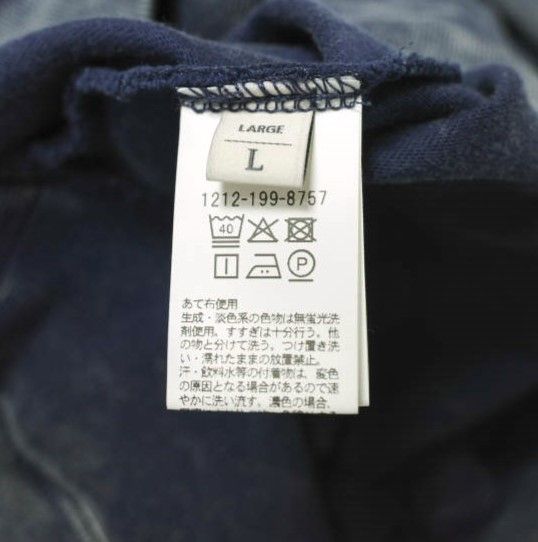 LARGE
L
1212-199-8757
40
P
あて布使用
生成・淡色系の色物は無蛍光洗
剤使用。すすぎは十分行う。他
の物と分けて洗う。つけ置き洗
い・濡れたままの放置禁止。
汗・飲料水等の付着物は、変色
の原因となる場合があるので速
やかに洗い流す。濃色の場合、